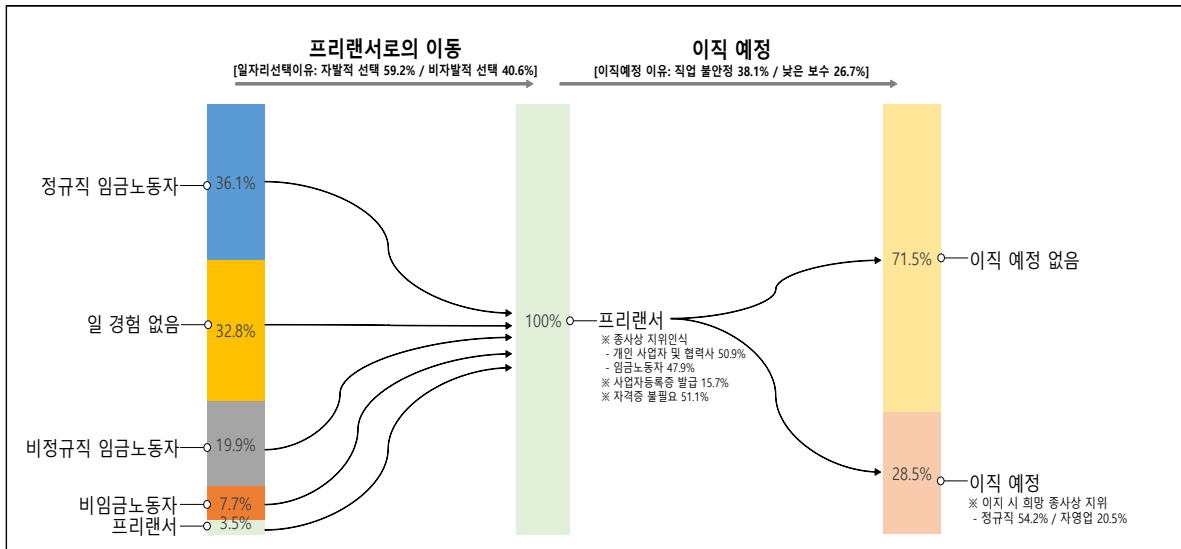 프리랜서로의 이동
[일자리선택이유: 자발적 선택 59.2% / 비자발적 선택 40.6%]
이직 예정
[이직예정 이유: 직업 불안정 38.1% / 낮은 보수 26.7%]
정규직 임금노동자
36.1%
일 경험 없음
32.8%
비정규직 임금노동자
19.9%
비임금노동자
7.7%
프리랜서
3.5%
100%
프리랜서
※ 종사상 지위인식
- 개인 사업자 및 협력사 50.9%
- 임금노동자 47.9%
※ 사업자등록증 발급 15.7%
※ 자격증 불필요 51.1%
71.5%
이직 예정 없음
28.5%
이직 예정
※ 이지 시 희망 종사상 지위
- 정규직 54.2% / 자영업 20.5%